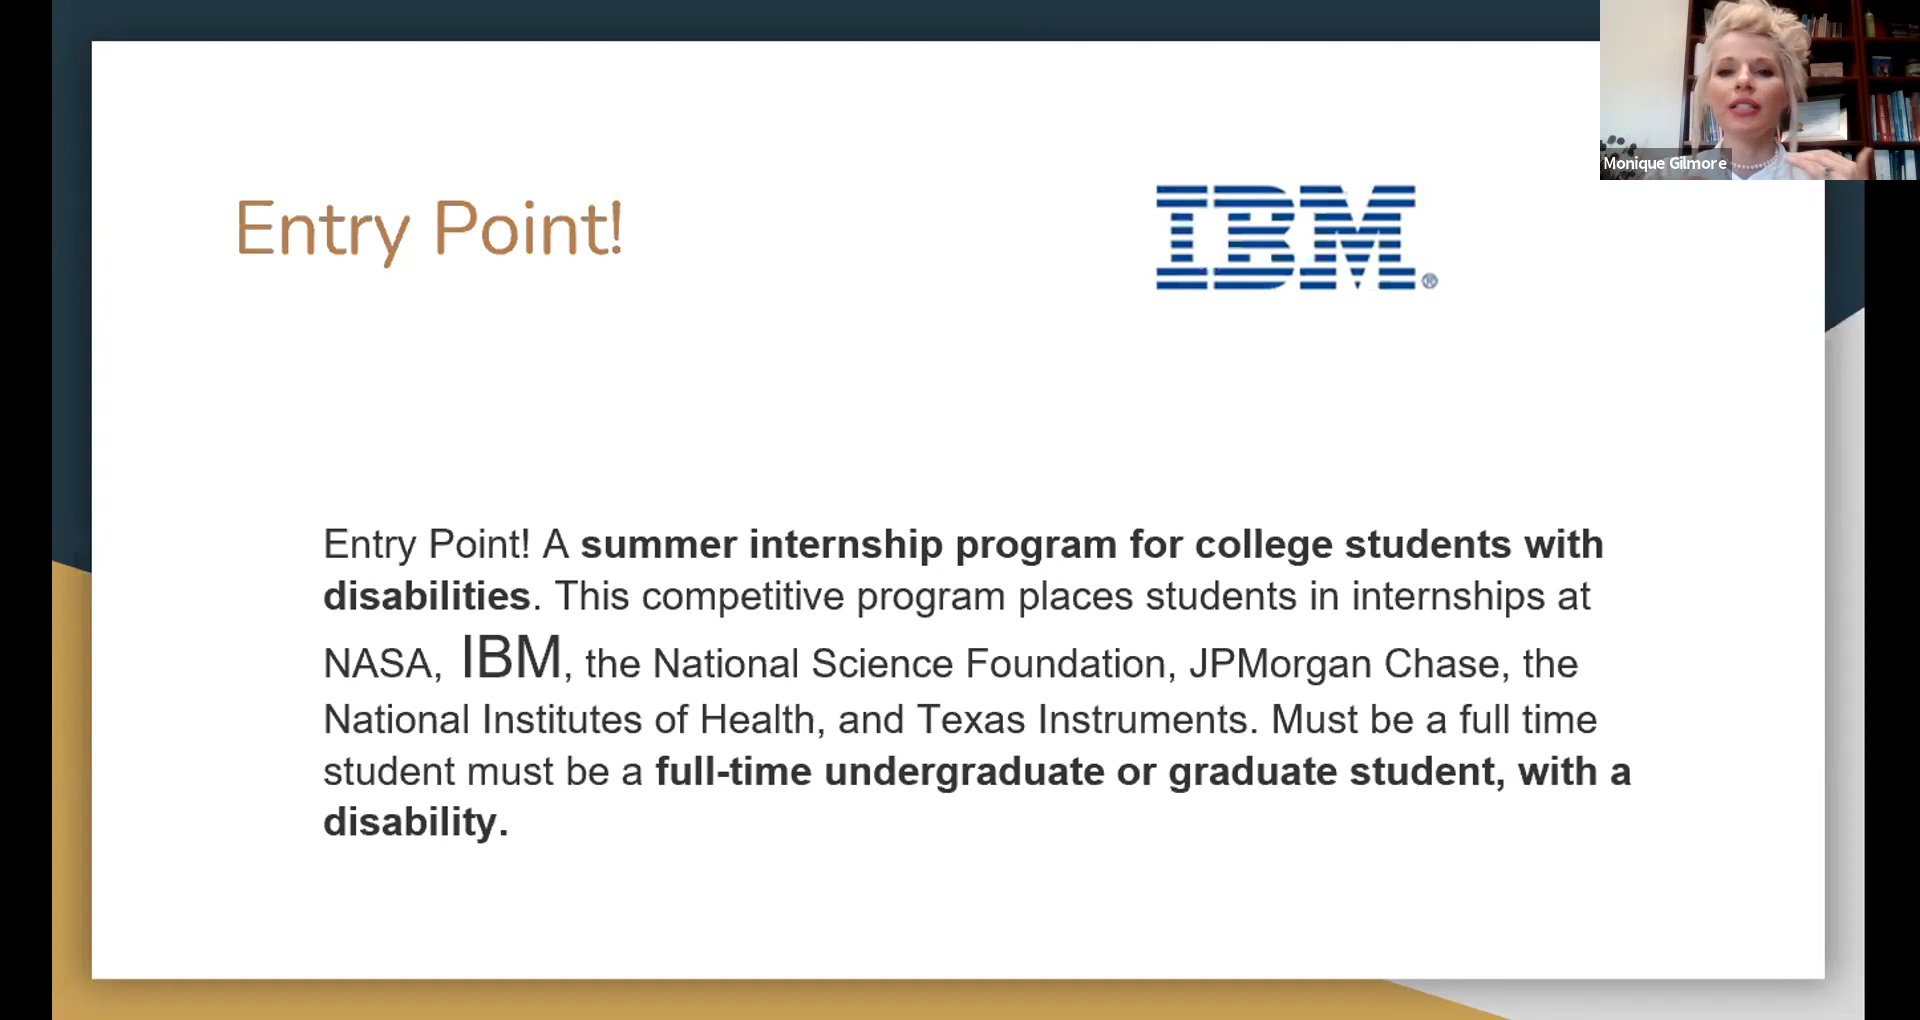 Monique Gilmore
Entry Point!
IBM®
Entry Point! A summer internship program for college students with
disabilities. This competitive program places students in internships at
NASA, IBM, the National Science Foundation, JPMorgan Chase, the
National Institutes of Health, and Texas Instruments. Must be a full time
student must be a full-time undergraduate or graduate student, with a
disability.